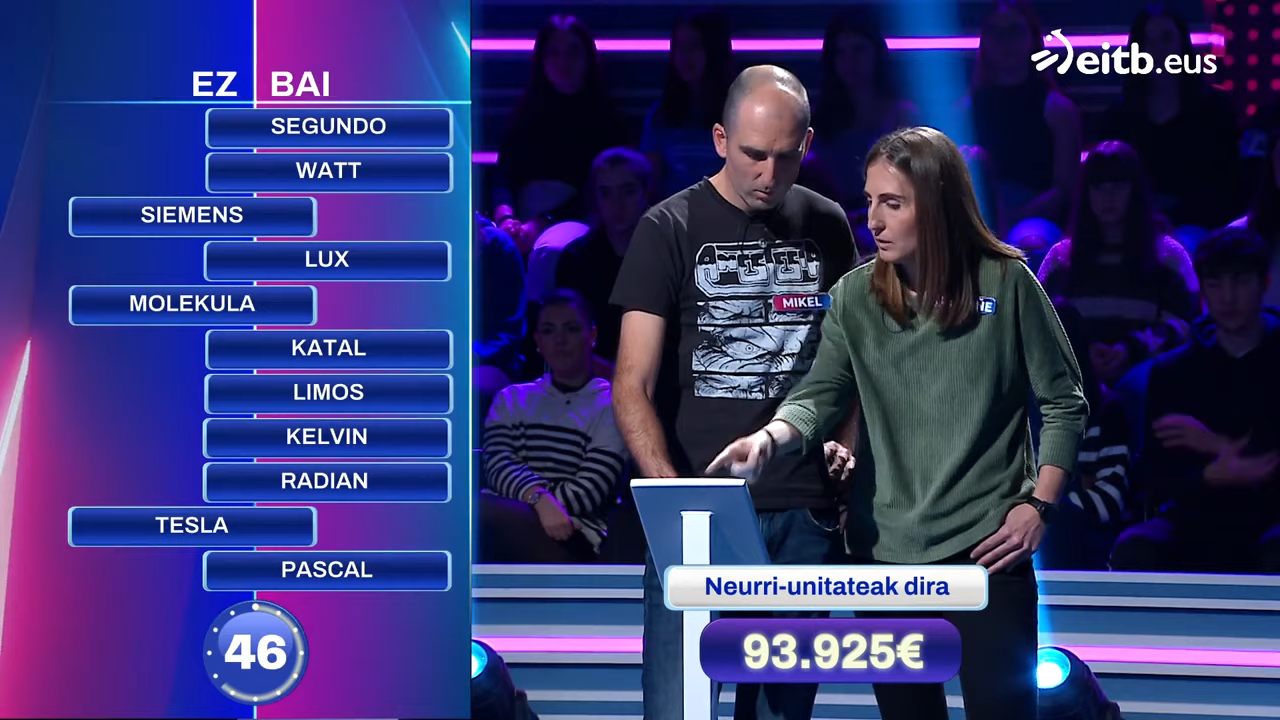 EZ BAI
SEGUNDO
WATT
SIEMENS
LUX
MOLEKULA
KATAL
LIMOS
KELVIN
RADIAN
TESLA
PASCAL
46
eitb.eus
MIKEL
Neurri-unitateak dira
93.925€